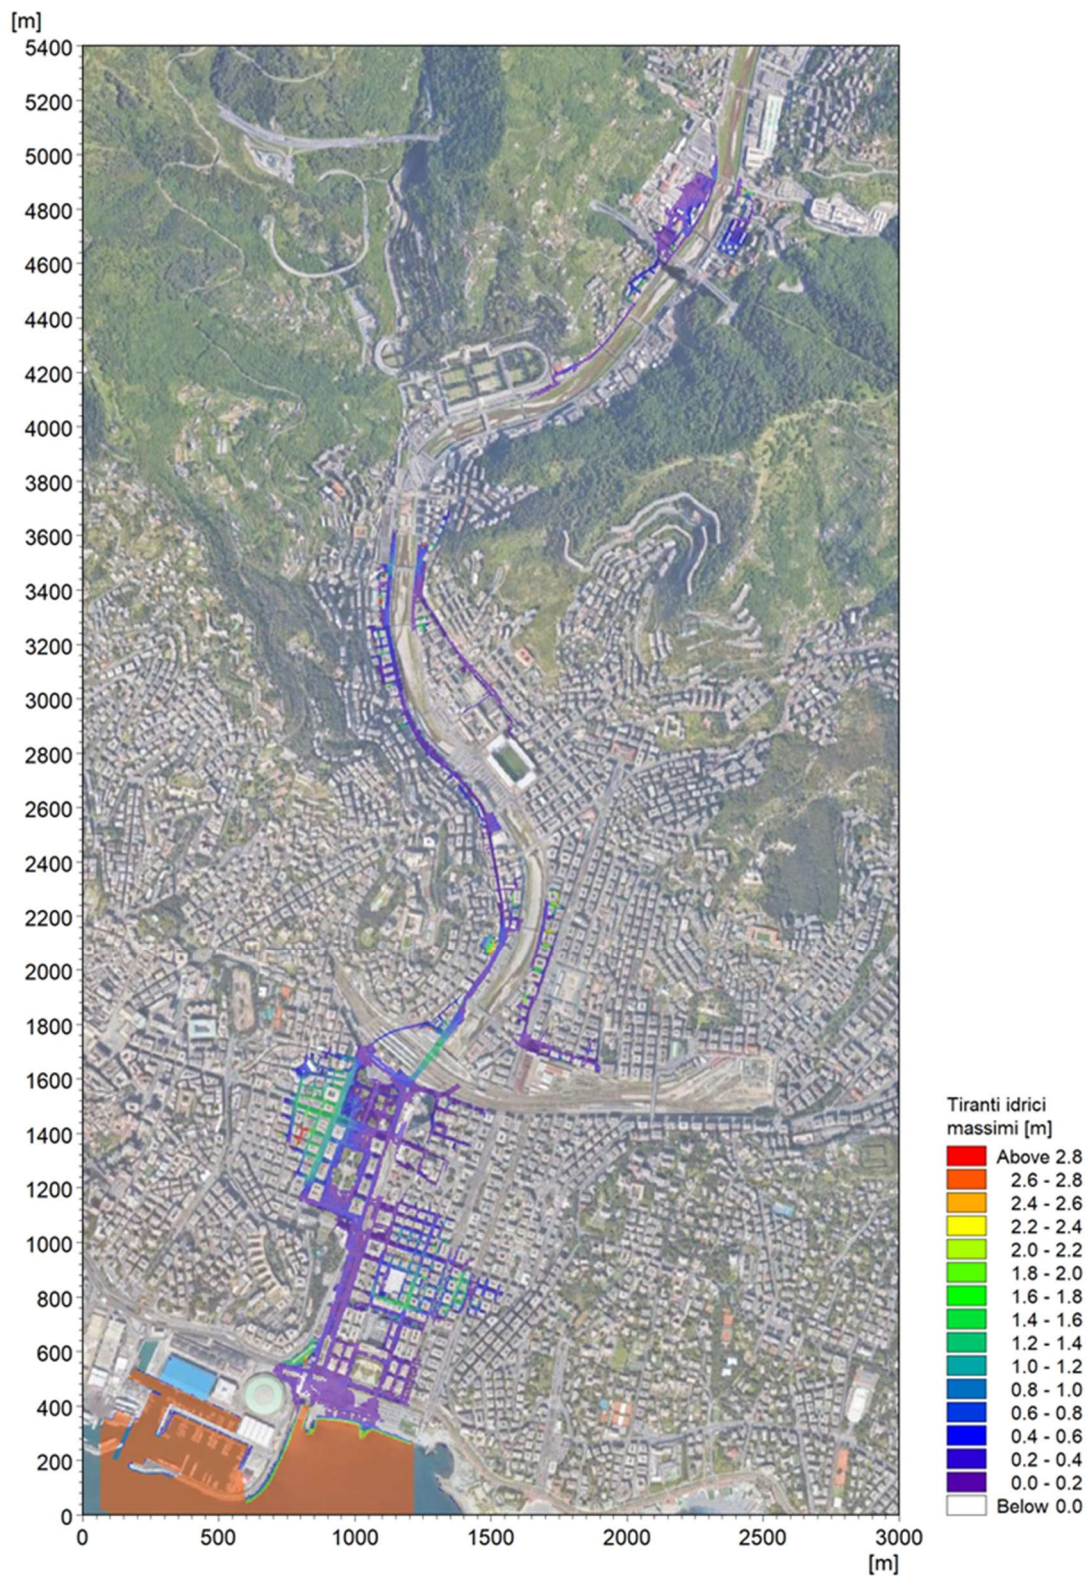 [m]
5400
5200
5000
4800
4600
4400
4200
4000
3800
3600
3400
3200
3000
2800
2600
2400
2200
2000
1800
1600
1400
1200
1000
800
600
400
200
0
0 500 1000 1500 2000 2500 3000
[m]
Tiranti idrici
massimi [m]
Above 2.8
2.6 - 2.8
2.4 - 2.6
2.2 - 2.4
2.0 - 2.2
1.8 - 2.0
1.6 - 1.8
1.4 - 1.6
1.2 - 1.4
1.0 - 1.2
0.8 - 1.0
0.6 - 0.8
0.4 - 0.6
0.2 - 0.4
0.0 - 0.2
Below 0.0